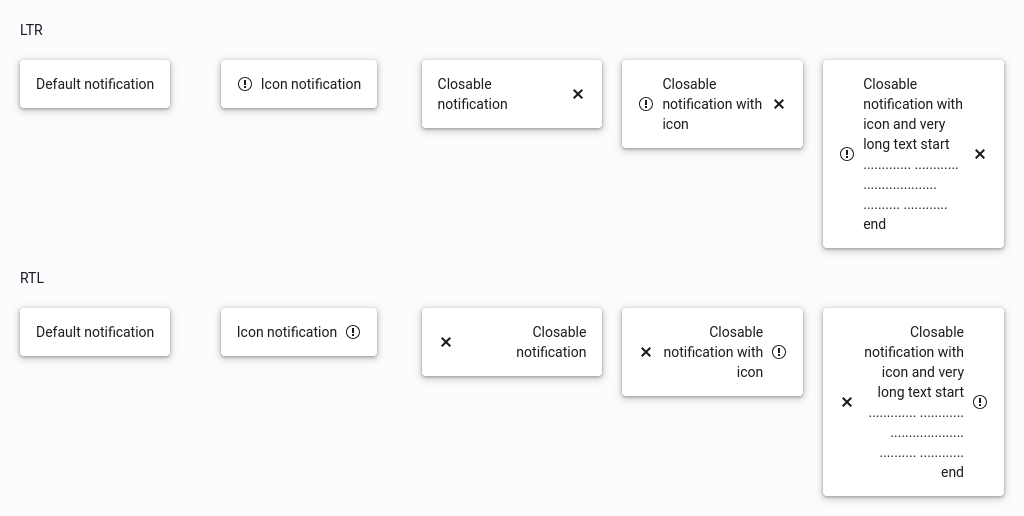 LTR
Default notification
Icon notification
Closable
notification
Closable
notification with
icon
Closable
notification with
icon and very
long text start
............. ............
....................
.......... ............
end
RTL
Default notification
Icon notification
Closable
notification
Closable
notification with
icon
Closable
notification with
icon and very
long text start
............. ............
....................
.......... ............
end